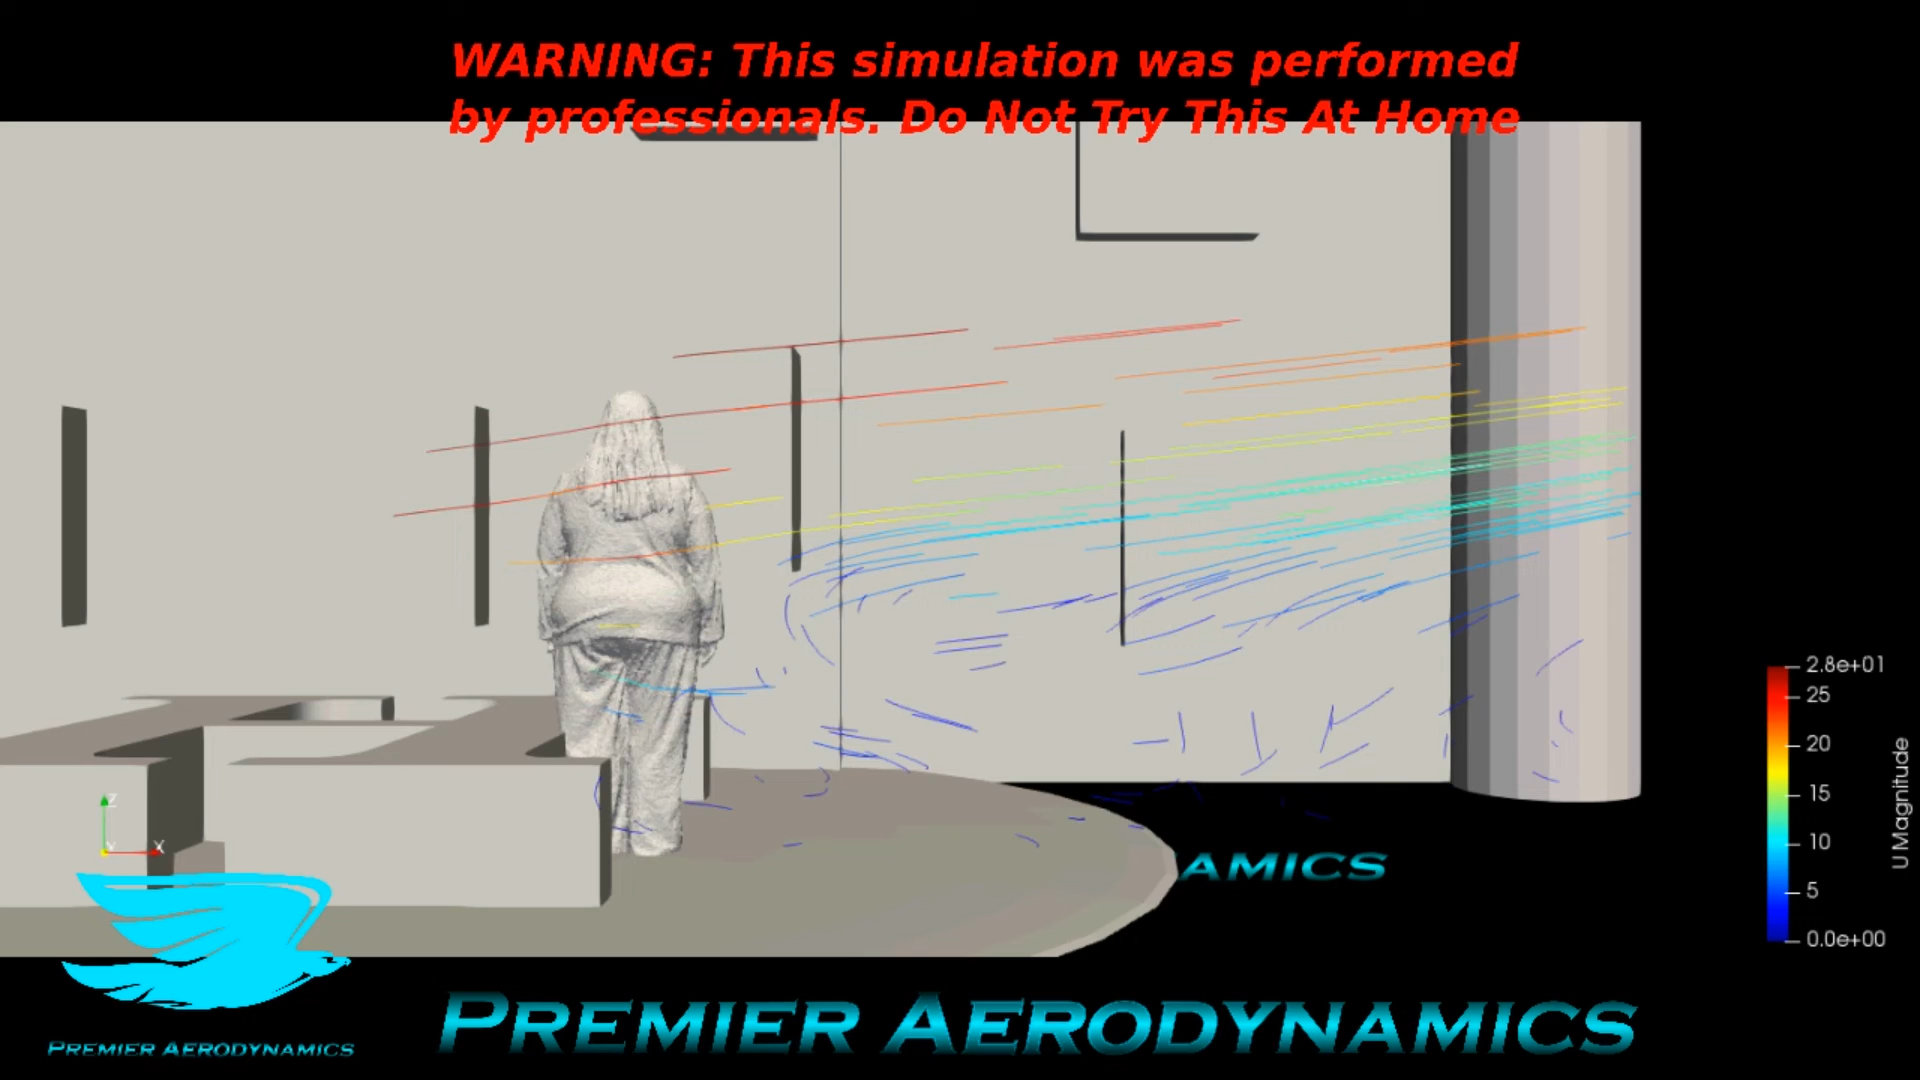 WARNING: This simulation was performed
by professionals. Do Not Try This At Home
2.8e+01
25
20
15
10
5
0.0e+00
U Magnitude
Z
Y
X
AMICS
PREMIER AERODYNAMICS
PREMIER AERODYNAMICS